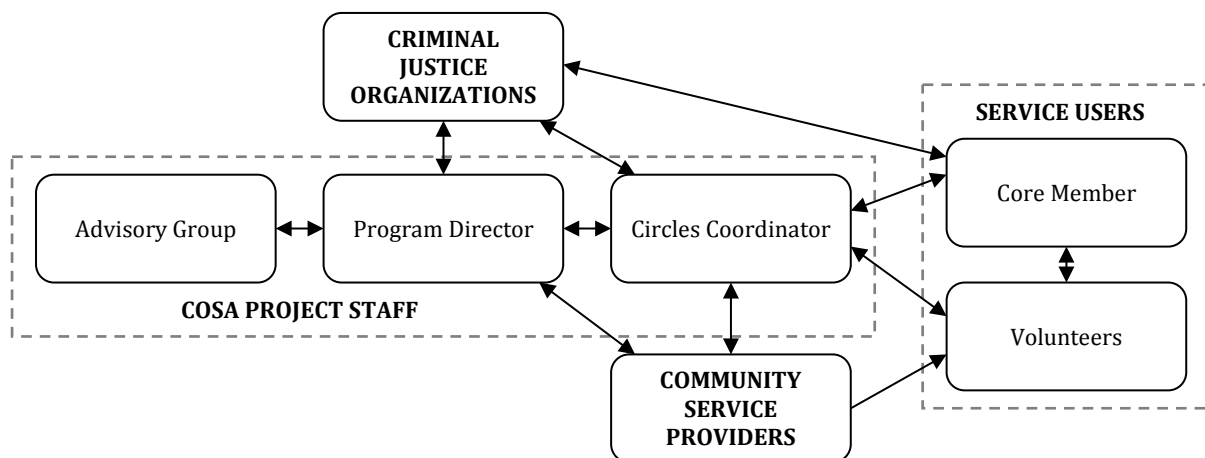 CRIMINAL
JUSTICE
ORGANIZATIONS
SERVICE USERS
Core Member
Advisory Group
Program Director
Circles Coordinator
COSA PROJECT STAFF
Volunteers
COMMUNITY
SERVICE
PROVIDERS